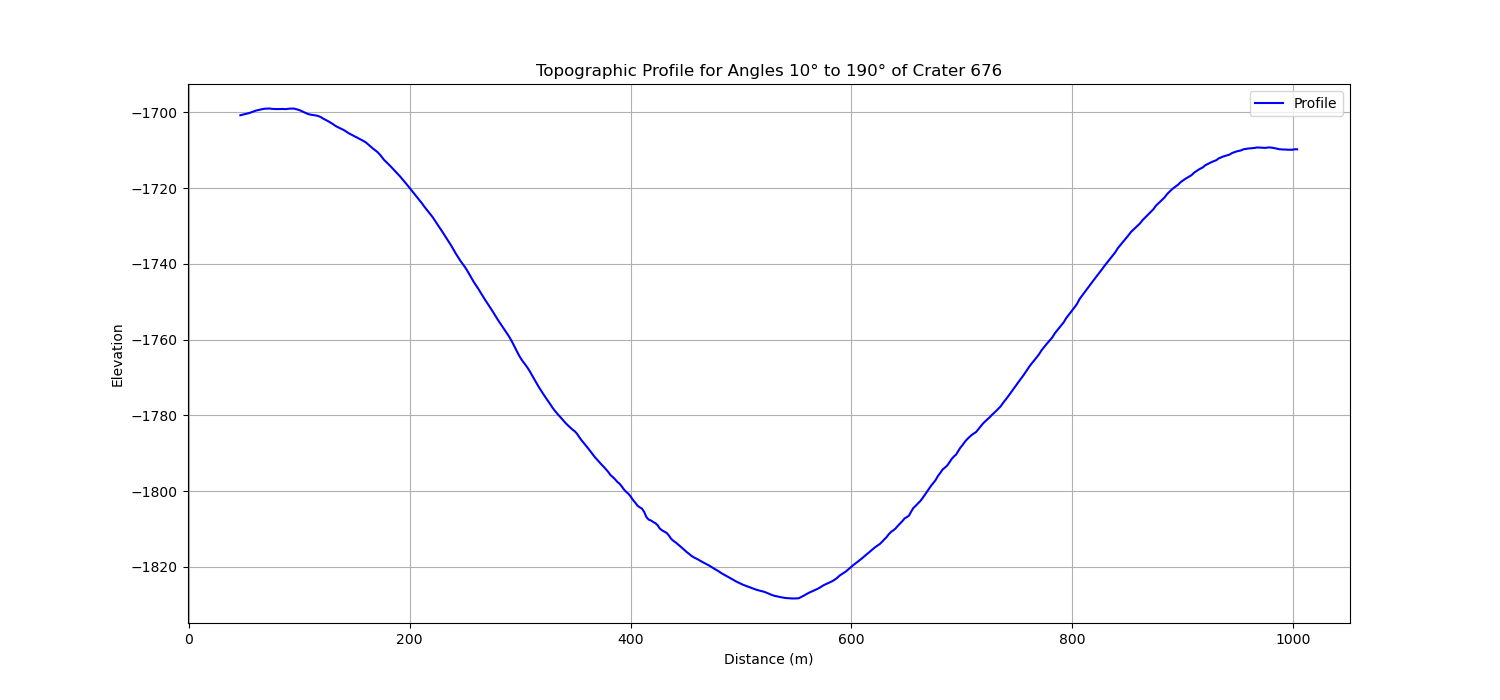 Topographic Profile for Angles 10° to 190° of Crater 676
Profile
−1700
−1720
−1740
−1760
−1780
−1800
−1820
Elevation
0 200 400 600 800 1000
Distance (m)